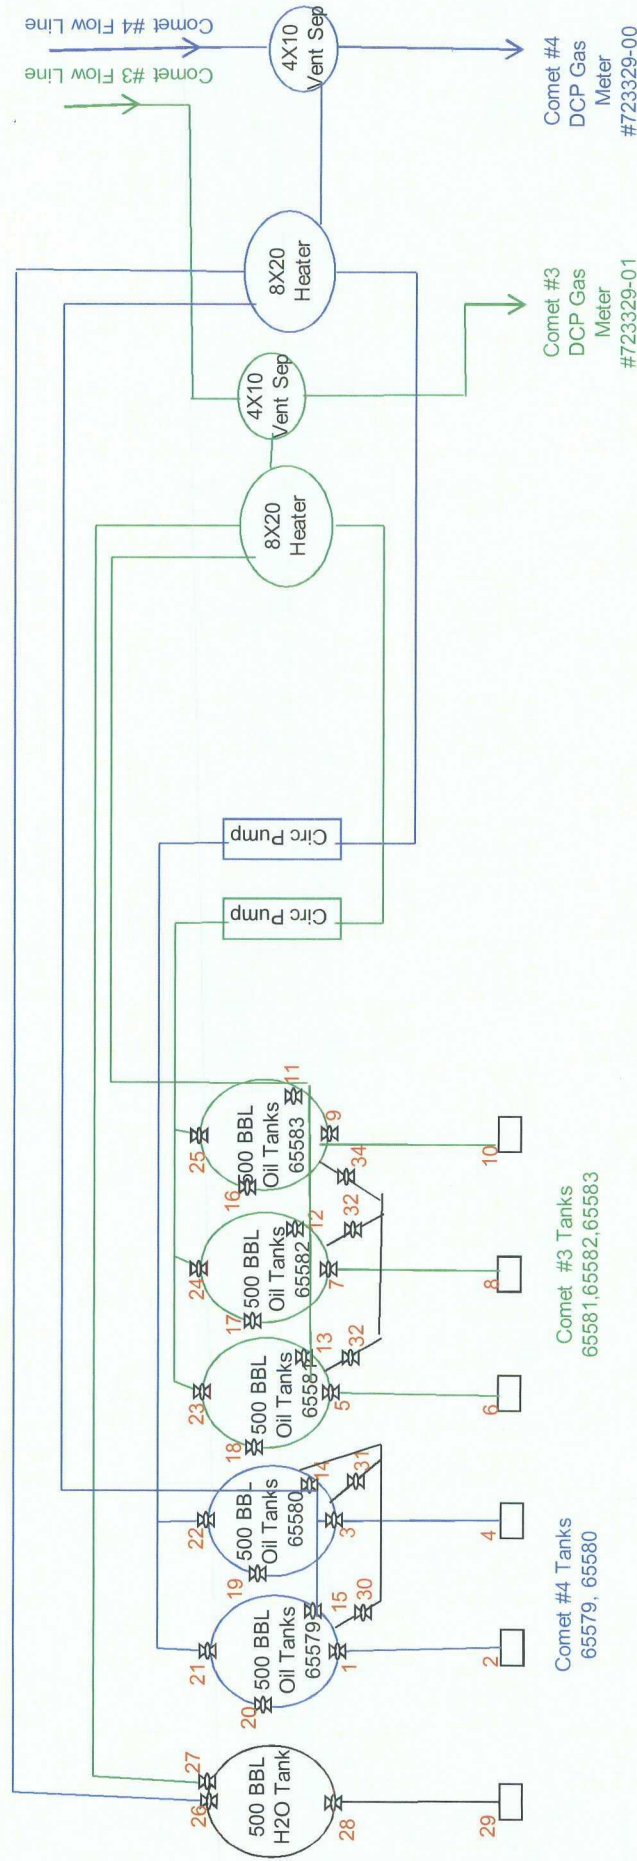 Comet #4 Flow Line
Comet #3 Flow Line
4X10
Vent Sep
Comet #4
DCP Gas
Meter
#723329-00
8X20
Heater
4X10
Vent Sep
Comet #3
DCP Gas
Meter
#723329-01
8X20
Heater
Circ Pump
Circ Pump
25
16
500 BBL
Oil Tanks
65583
11
9
34
10
24
17
500 BBL
Oil Tanks
65582
12
7
32
8
23
18
500 BBL
Oil Tanks
65581
13
5
32
6
Comet #3 Tanks
65581,65582,65583
22
19
500 BBL
Oil Tanks
65580
14
3
31
4
21
20
500 BBL
Oil Tanks
65579
15
1
30
2
Comet #4 Tanks
65579, 65580
27
26
500 BBL
H2O Tank
28
29